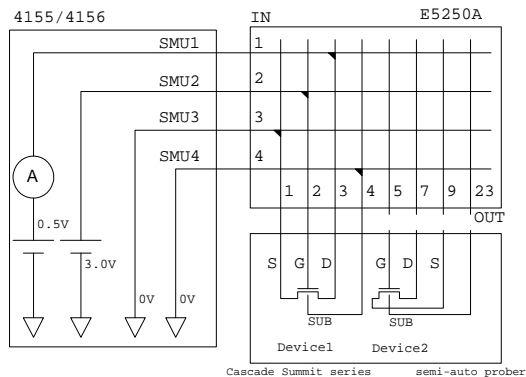 4155/4156 IN E5250A
SMU1 1
SMU2 2
SMU3 3
SMU4 4
A
1 2 3 4 5 7 9 23
OUT
0.5V
3.0V
0V 0V
S G D G D S
SUB SUB
Device1 Device2
Cascade Summit series semi-auto prober